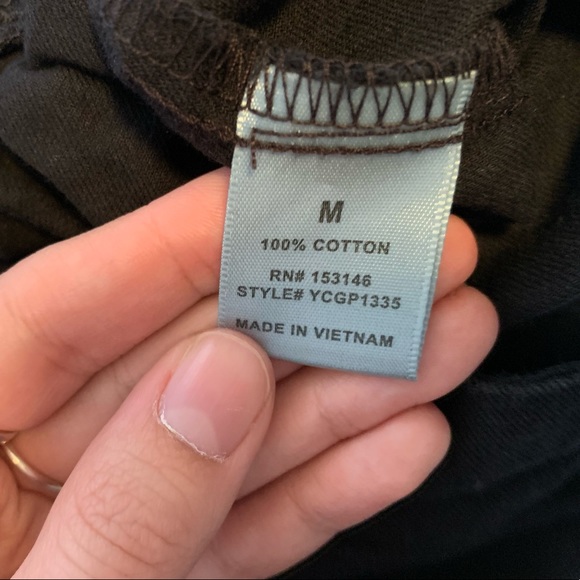 M
100% COTTON
RN# 153146
STYLE# YCGP1335
MADE IN VIETNAM